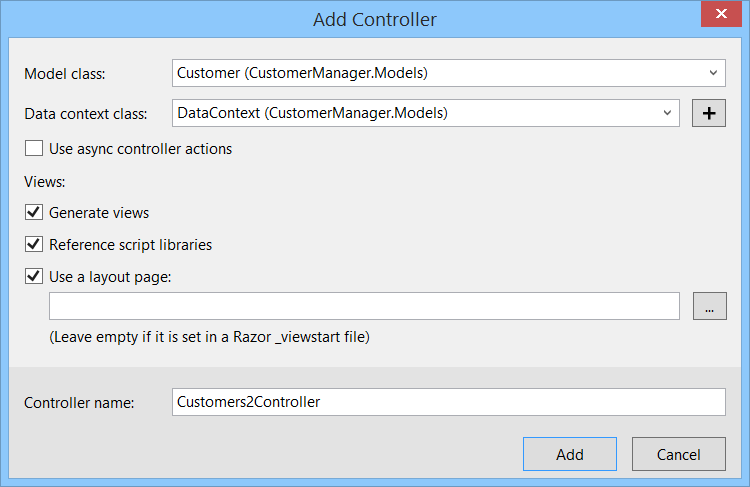 Add Controller
Model class: Customer (CustomerManager.Models)
Data context class: DataContext (CustomerManager.Models)
Use async controller actions
Views:
Generate views
Reference script libraries
Use a layout page:
...
(Leave empty if it is set in a Razor _viewstart file)
Controller name: Customers2Controller
Add Cancel